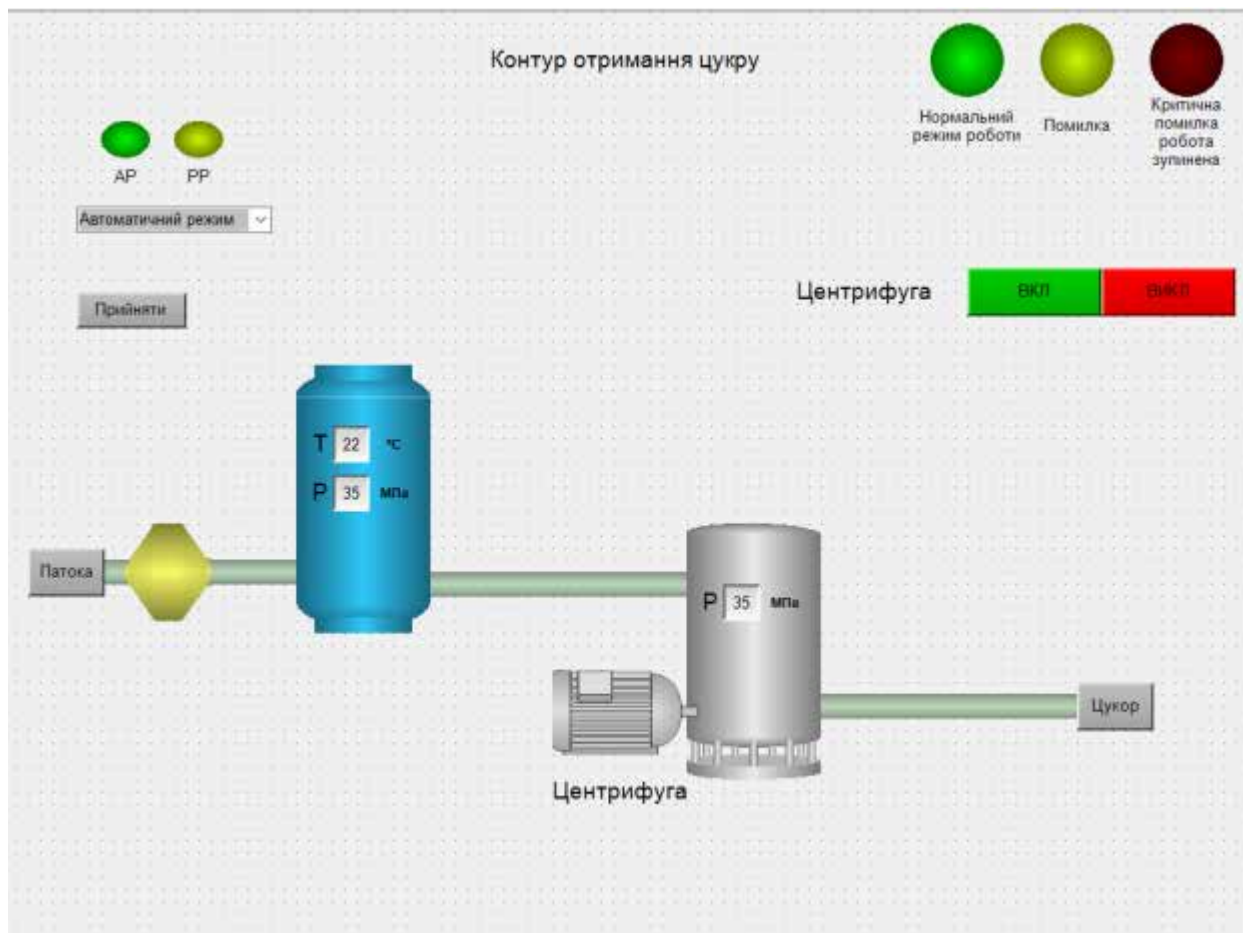 Контур отримання цукру
Нормальний
режим роботи
Помилка
Критична
помилка
робота
зупинена
АР
РР
Автоматичний режим
Прийняти
Центрифуга
ВКЛ
ВИКЛ
Т 22 °С
Р 35 МПа
Патока
Р 35 МПа
Цукор
Центрифуга